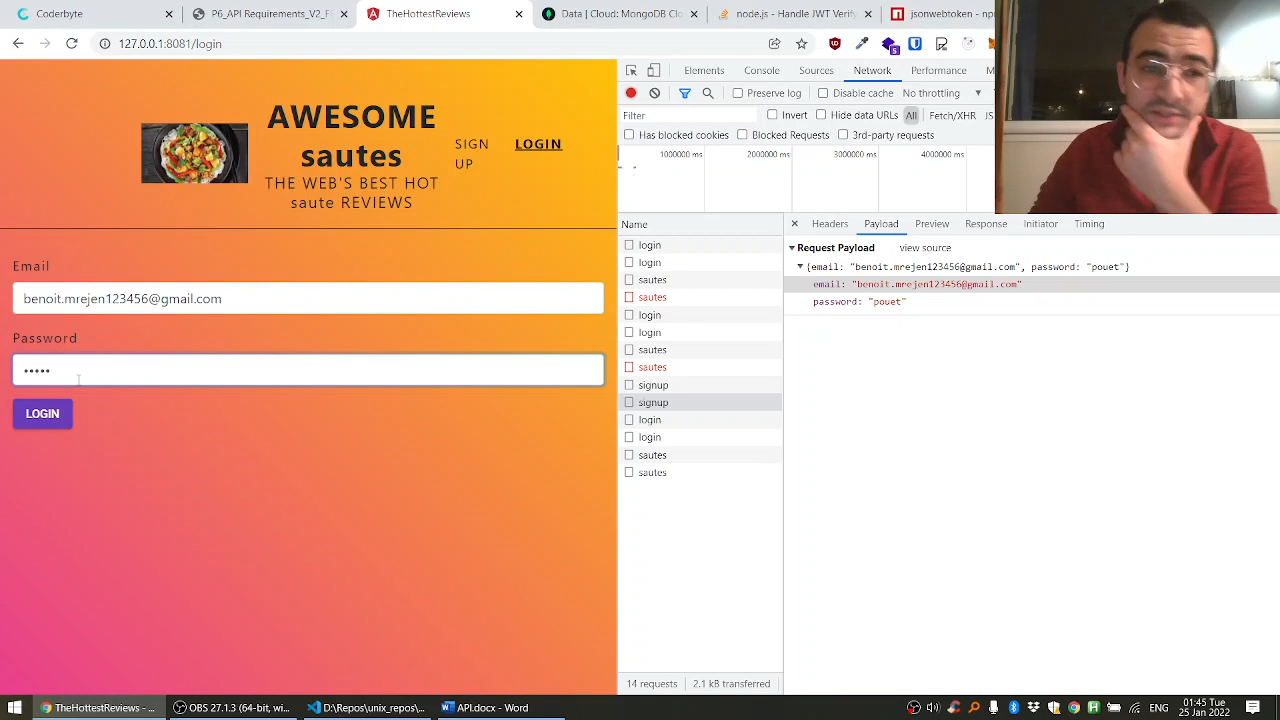 Coderbyte
P6_API Requirements_V2_F
TheHottestReviews
Data | Cloud: MongoDB Clo
node.js - Handle JWT Verify
jsonwebtoken - np
127.0.0.1:8081/login
AWESOME
sautes
THE WEB'S BEST HOT
saute REVIEWS
SIGN
UP
LOGIN
Email
benoit.mrejen123456@gmail.com
Password
•••••
LOGIN
Elements
Console
Sources
Network
Performance
M
Preserve log
Disable cache
No throttling
Filter
Invert
Hide data URLs
All
Fetch/XHR
JS
Has blocked cookies
Blocked Requests
3rd-party requests
1000000 ms
2000000 ms
3000000 ms
4000000 ms
Name
login
login
sautes
sautes
login
login
sautes
sautes
signup
signup
login
login
sautes
sautes
14 requests
2.1 kB transferred
Headers
Payload
Preview
Response
Initiator
Timing
Request Payload
view source
{email: "benoit.mrejen123456@gmail.com", password: "pouet"}
email: "benoit.mrejen123456@gmail.com"
password: "pouet"
TheHottestReviews - ...
OBS 27.1.3 (64-bit, wi...
D:\Repos\unix_repos\...
API.docx - Word
01:45 Tue
25 Jan 2022